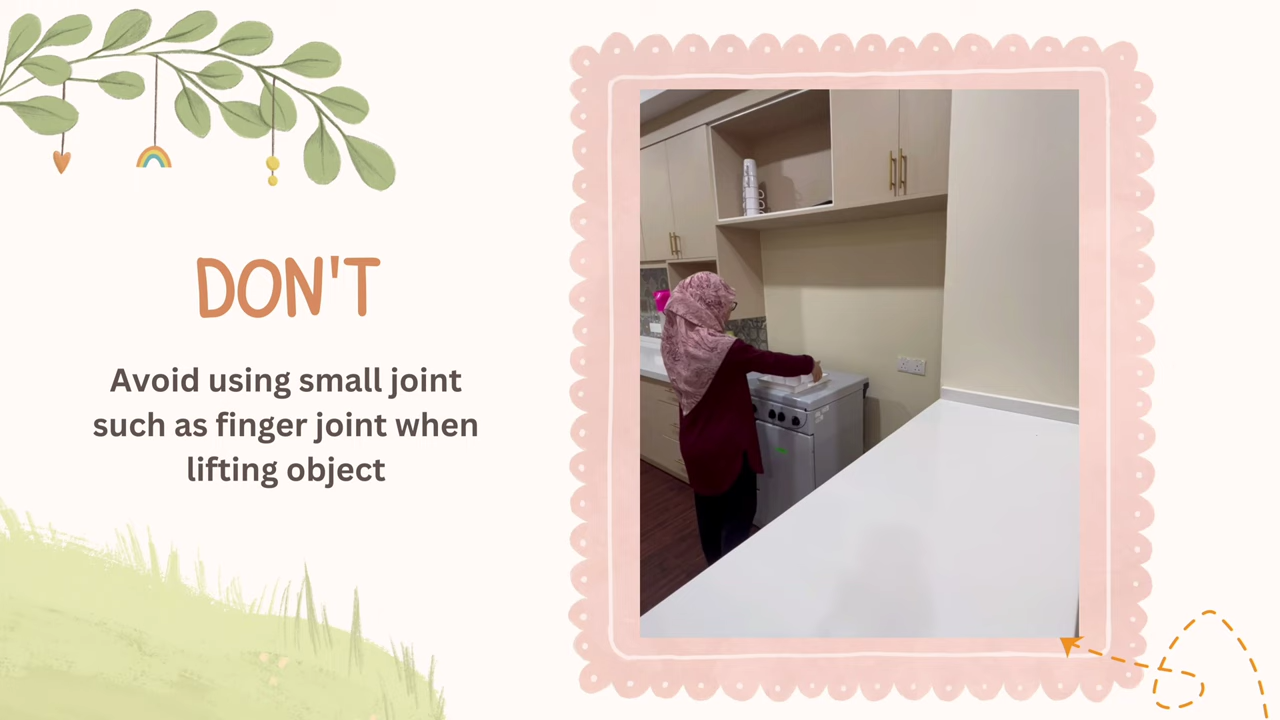 DON'T
Avoid using small joint
such as finger joint when
lifting object